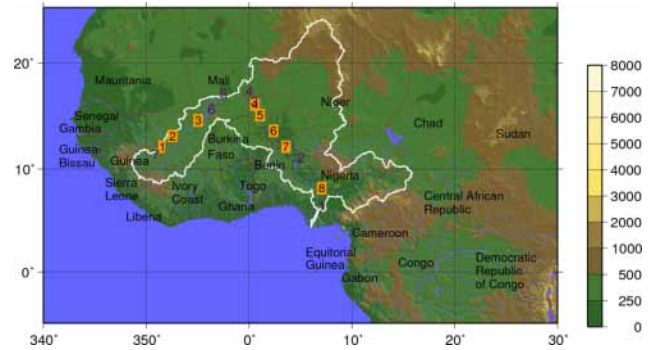 20°
10°
0°
340°
350°
0°
10°
20°
30°
Mauritania
Mali
Niger
Chad
Sudan
Senegal
Gambia
Guinea-
Bissau
Guinea
Sierra
Leone
Liberia
Ivory
Coast
Burkina
Faso
Ghana
Togo
Benin
Nigeria
Cameroon
Central African
Republic
Equitorial
Guinea
Gabon
Congo
Democratic
Republic
of Congo
1
2
3
6
8
4
5
6
7
2
8
8000
6000
5000
4000
3000
2000
1000
500
250
0